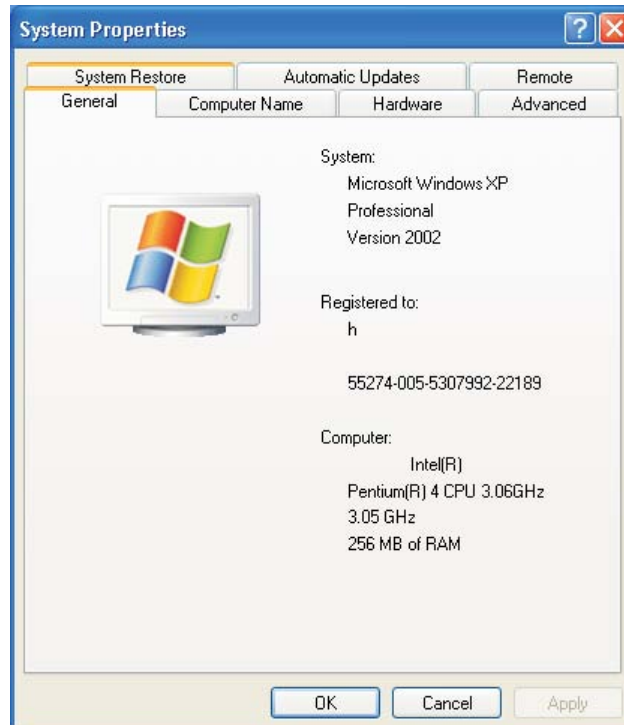 System Properties
System Restore
Automatic Updates
Remote
General
Computer Name
Hardware
Advanced
System:
Microsoft Windows XP
Professional
Version 2002
Registered to:
h
55274-005-5307992-22189
Computer:
Intel(R)
Pentium(R) 4 CPU 3.06GHz
3.05 GHz
256 MB of RAM
OK
Cancel
Apply